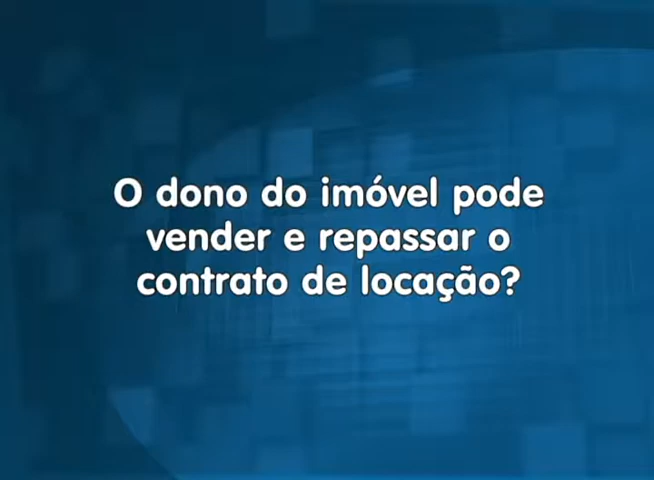 O dono do imóvel pode
vender e repassar o
contrato de locação?